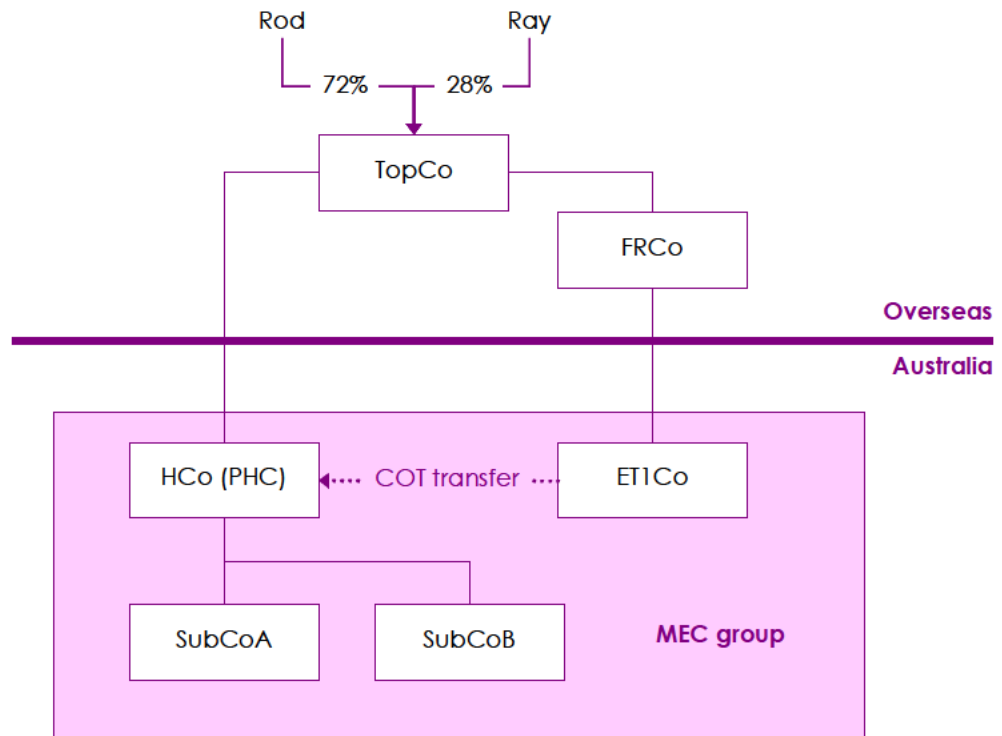 Rod
Ray
72%
28%
TopCo
FRCo
Overseas
Australia
HCo (PHC)
COT transfer
ET1Co
SubCoA
SubCoB
MEC group